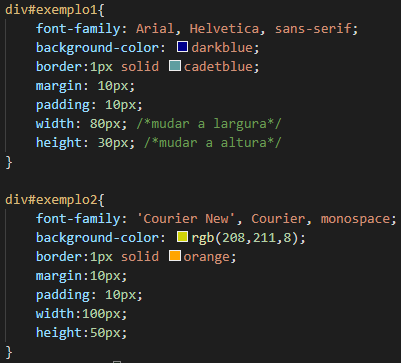 div#exemplo1{
font-family: Arial, Helvetica, sans-serif;
background-color: darkblue;
border:1px solid cadetblue;
margin: 10px;
padding: 10px;
width: 80px; /*mudar a largura*/
height: 30px; /*mudar a altura*/
}
div#exemplo2{
font-family: 'Courier New', Courier, monospace;
background-color: rgb(208,211,8);
border:1px solid orange;
margin:10px;
padding: 10px;
width:100px;
height:50px;
}